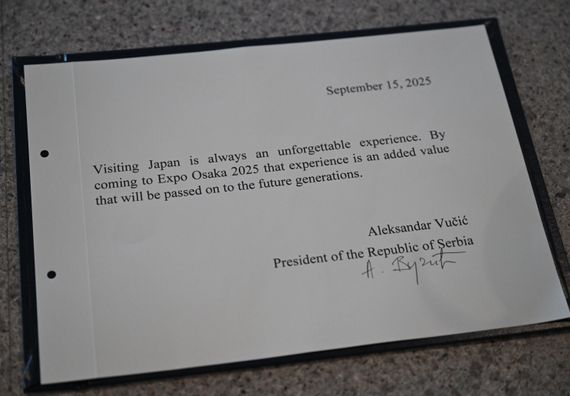 September 15, 2025
Visiting Japan is always an unforgettable experience. By
coming to Expo Osaka 2025 that experience is an added value
that will be passed on to the future generations.
Aleksandar Vučić
President of the Republic of Serbia
А. Вучић